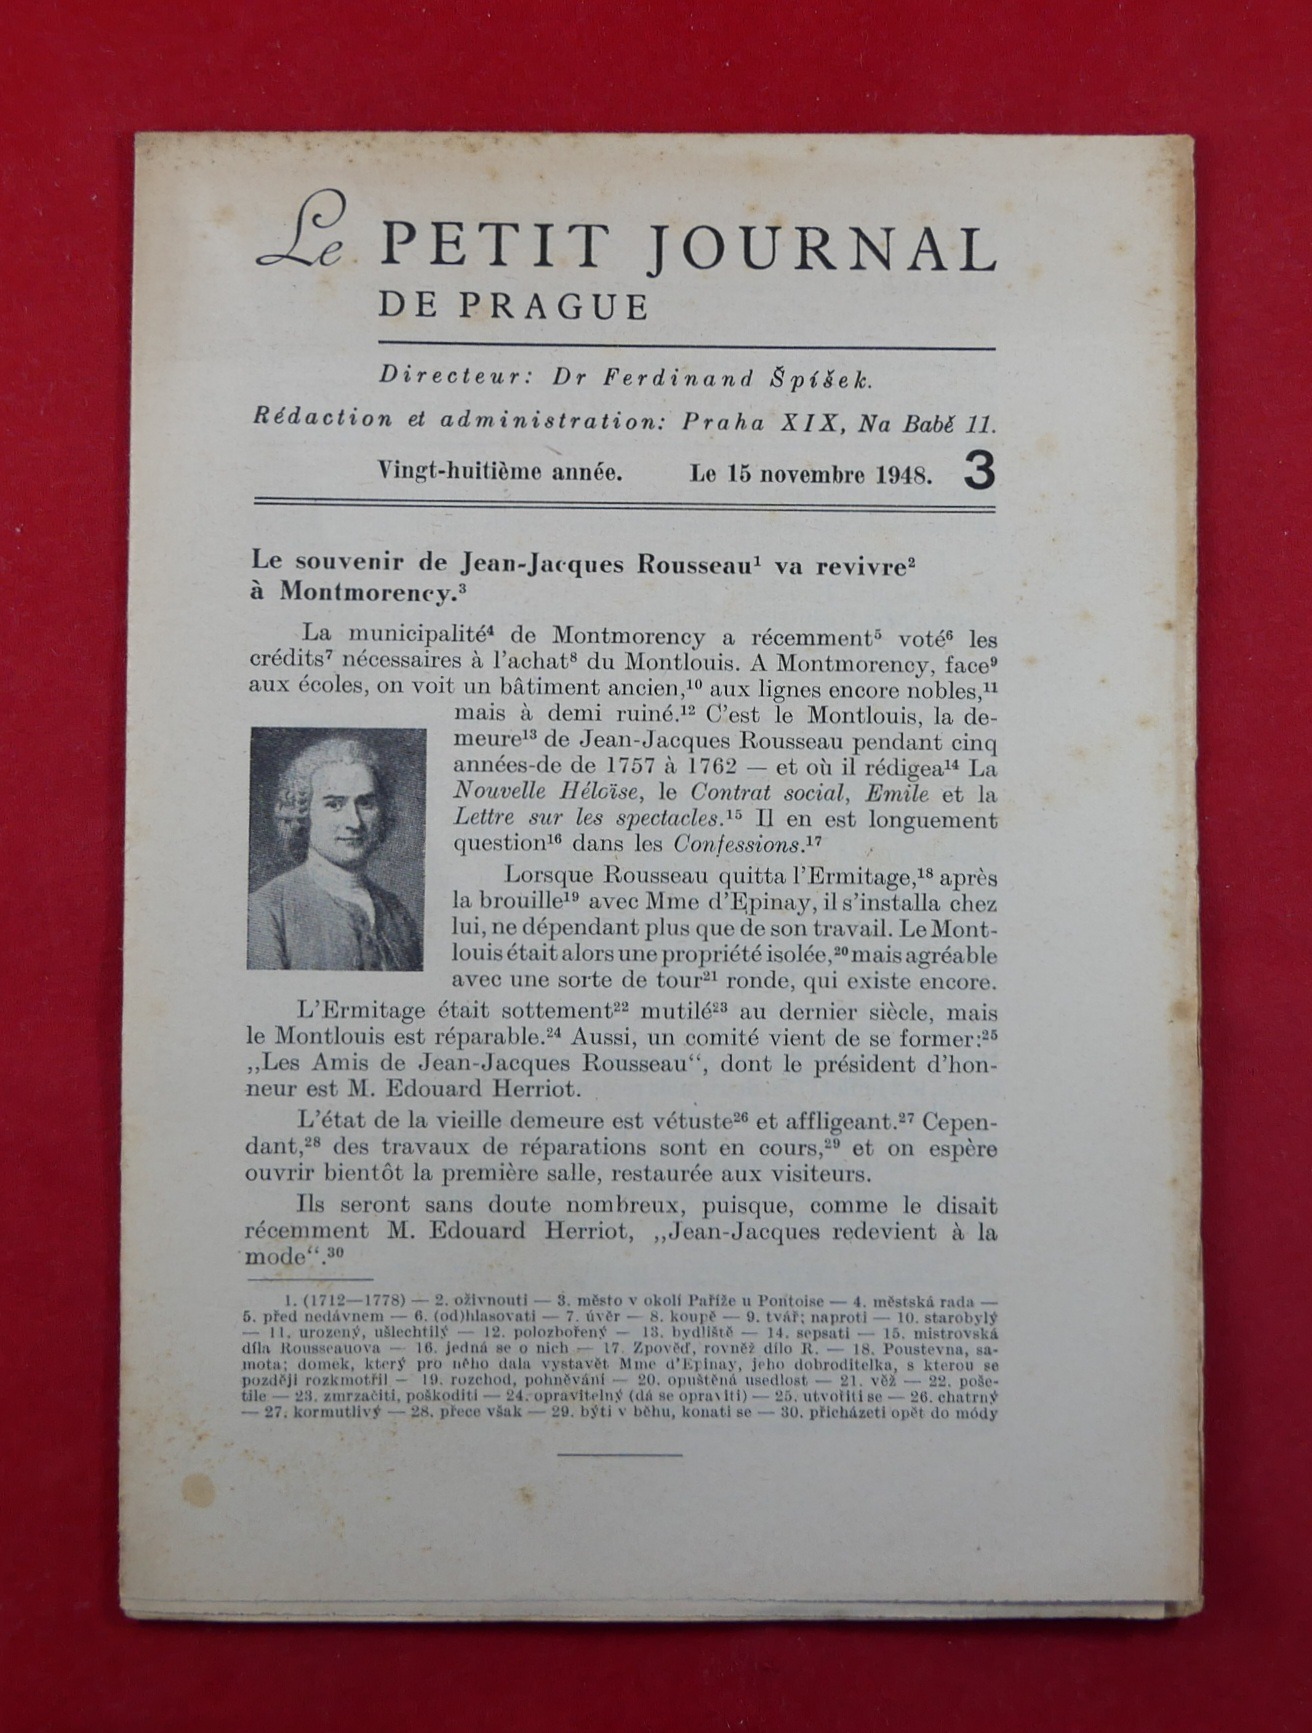 Le PETIT JOURNAL
DE PRAGUE
Directeur: Dr Ferdinand Špíšek.
Rédaction et administration: Praha XIX, Na Babě 11.
Vingt-huitième année. Le 15 novembre 1948. 3
Le souvenir de Jean-Jacques Rousseau¹ va revivre²
à Montmorency.³
La municipalité⁴ de Montmorency a récemment⁵ voté⁶ les
crédits⁷ nécessaires à l'achat⁸ du Montlouis. A Montmorency, face⁹
aux écoles, on voit un bâtiment ancien,¹⁰ aux lignes encore nobles,¹¹
mais à demi ruiné.¹² C'est le Montlouis, la de-
meure¹³ de Jean-Jacques Rousseau pendant cinq
années-de de 1757 à 1762 — et où il rédigea¹⁴ La
Nouvelle Héloïse, le Contrat social, Emile et la
Lettre sur les spectacles.¹⁵ Il en est longuement
question¹⁶ dans les Confessions.¹⁷
Lorsque Rousseau quitta l'Ermitage,¹⁸ après
la brouille¹⁹ avec Mme d'Epinay, il s'installa chez
lui, ne dépendant plus que de son travail. Le Mont-
louis était alors une propriété isolée,²⁰ mais agréable
avec une sorte de tour²¹ ronde, qui existe encore.
L'Ermitage était sottement²² mutilé²³ au dernier siècle, mais
le Montlouis est réparable.²⁴ Aussi, un comité vient de se former:²⁵
„Les Amis de Jean-Jacques Rousseau“, dont le président d'hon-
neur est M. Edouard Herriot.
L'état de la vieille demeure est vétuste²⁶ et affligeant.²⁷ Cepen-
dant,²⁸ des travaux de réparations sont en cours,²⁹ et on espère
ouvrir bientôt la première salle, restaurée aux visiteurs.
Ils seront sans doute nombreux, puisque, comme le disait
récemment M. Edouard Herriot, „Jean-Jacques redevient à la
mode“.³⁰
1. (1712—1778) — 2. oživnouti — 3. město v okolí Paříže u Pontoise — 4. městská rada —
5. před nedávnem — 6. (od)hlasovati — 7. úvěr — 8. koupě — 9. tvář; naproti — 10. starobylý
— 11. urozený, ušlechtilý — 12. polozbořený — 13. bydliště — 14. sepsati — 15. mistrovská
díla Rousseauova — 16. jedná se o nich — 17. Zpověď, rovněž dílo R. — 18. Poustevna, sa-
mota; domek, který pro něho dala vystavět Mme d'Epinay, jeho dobroditelka, s kterou se
později rozkmotřil — 19. rozchod, pohněvání — 20. opuštěná usedlost — 21. věž — 22. poše-
tile — 23. zmrzačiti, poškoditi — 24. opravitelný (dá se opraviti) — 25. utvořiti se — 26. chatrný
— 27. kormutlivý — 28. přece však — 29. býti v běhu, konati se — 30. přicházeti opět do módy